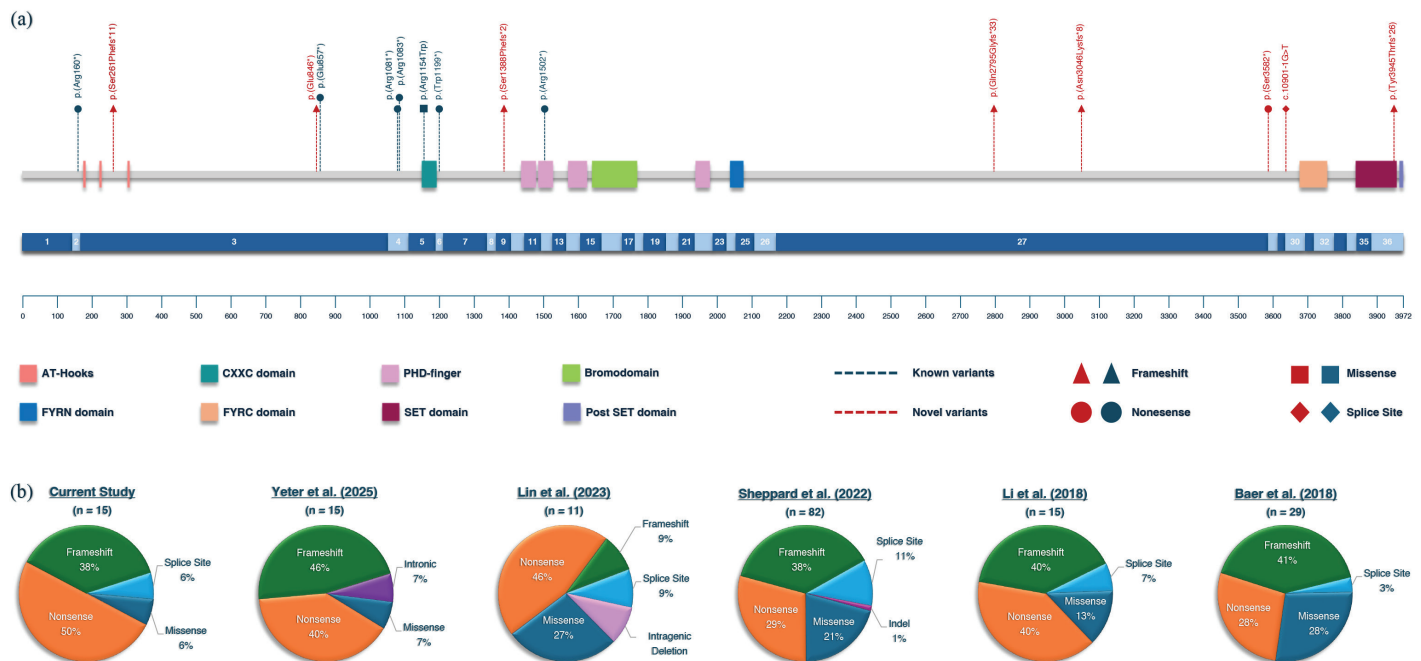 (a)
p.(Arg160*)
p.(Ser261Phefs*11)
p.(Glu846*)
p.(Glu857*)
p.(Arg1081*)
p.(Arg1083*)
p.(Arg1154Trp)
p.(Trp1199*)
p.(Ser1388Phefs*2)
p.(Arg1502*)
p.(Gln2795Glyfs*33)
p.(Asn3046Lysfs*8)
p.(Ser3582*)
c.10901-1G>T
p.(Tyr3945Thrfs*26)
1 2 3 4 5 6 7 8 9 11 13 15 17 19 21 23 25 26 27 30 32 35 36
0 100 200 300 400 500 600 700 800 900 1000 1100 1200 1300 1400 1500 1600 1700 1800 1900 2000 2100 2200 2300 2400 2500 2600 2700 2800 2900 3000 3100 3200 3300 3400 3500 3600 3700 3800 3900 3972
AT-Hooks CXXC domain PHD-finger Bromodomain Known variants Frameshift Missense
FYRN domain FYRC domain SET domain Post SET domain Novel variants Nonesense Splice Site
(b)
Current Study
(n = 15)
Frameshift
38%
Splice Site
6%
Missense
6%
Nonsense
50%
Yeter et al. (2025)
(n = 15)
Frameshift
46%
Intronic
7%
Missense
7%
Nonsense
40%
Lin et al. (2023)
(n = 11)
Nonsense
46%
Frameshift
9%
Splice Site
9%
Intragenic
Deletion
Missense
27%
Sheppard et al. (2022)
(n = 82)
Frameshift
38%
Splice Site
11%
Indel
1%
Missense
21%
Nonsense
29%
Li et al. (2018)
(n = 15)
Frameshift
40%
Splice Site
7%
Missense
13%
Nonsense
40%
Baer et al. (2018)
(n = 29)
Frameshift
41%
Splice Site
3%
Missense
28%
Nonsense
28%